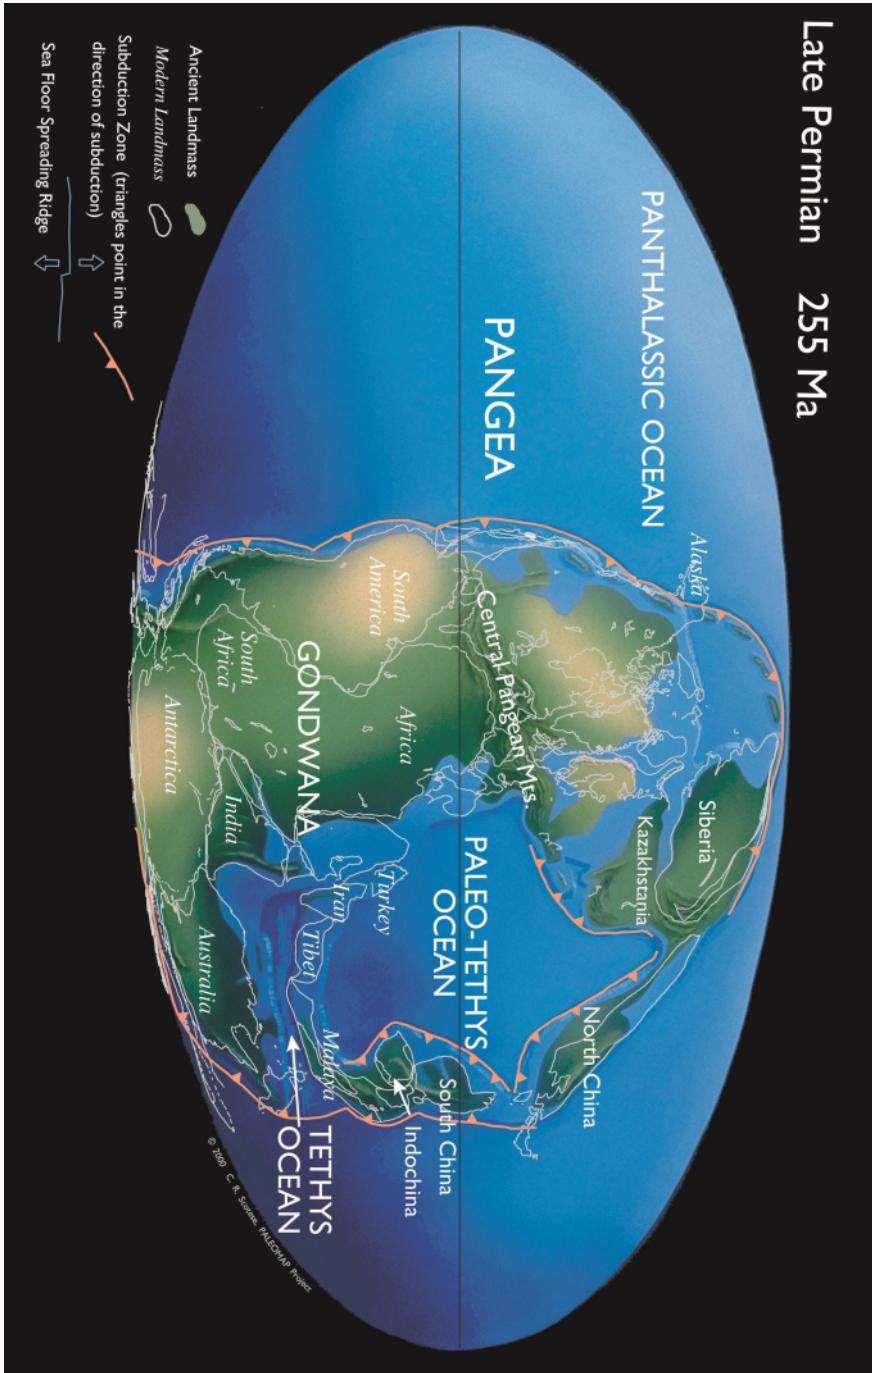 Late Permian 255 Ma
PANTHALASSIC OCEAN
Alaska
PANGEA
Siberia
Kazakhstania
North China
Central Pangean Mts.
PALEO-TETHYS
OCEAN
South China
Indochina
South
America
Africa
Turkey
Iran
Tibet
Malaya
TETHYS
OCEAN
GONDWANA
South
Africa
India
Australia
Antarctica
Ancient Landmass
Modern Landmass
Subduction Zone (triangles point in the
direction of subduction)
Sea Floor Spreading Ridge
© 2000 C. R. Scotese, PALEOMAP Project